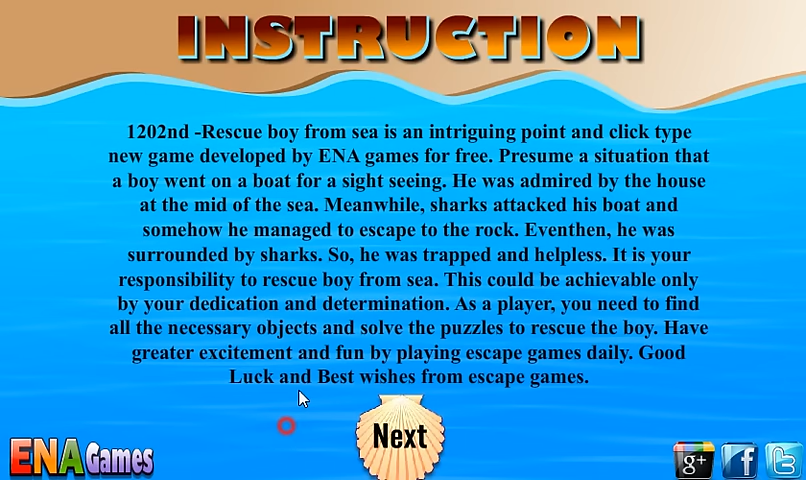 INSTRUCTION
1202nd -Rescue boy from sea is an intriguing point and click type
new game developed by ENA games for free. Presume a situation that
a boy went on a boat for a sight seeing. He was admired by the house
at the mid of the sea. Meanwhile, sharks attacked his boat and
somehow he managed to escape to the rock. Eventhen, he was
surrounded by sharks. So, he was trapped and helpless. It is your
responsibility to rescue boy from sea. This could be achievable only
by your dedication and determination. As a player, you need to find
all the necessary objects and solve the puzzles to rescue the boy. Have
greater excitement and fun by playing escape games daily. Good
Luck and Best wishes from escape games.
Next
ENA Games
g+ f t